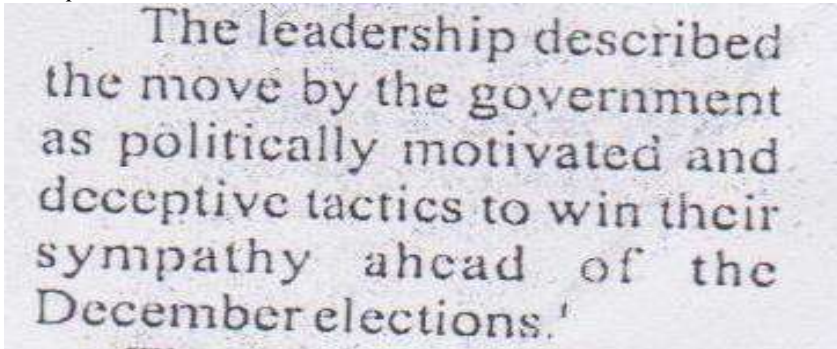 The leadership described
the move by the government
as politically motivated and
deceptive tactics to win their
sympathy ahead of the
December elections.'